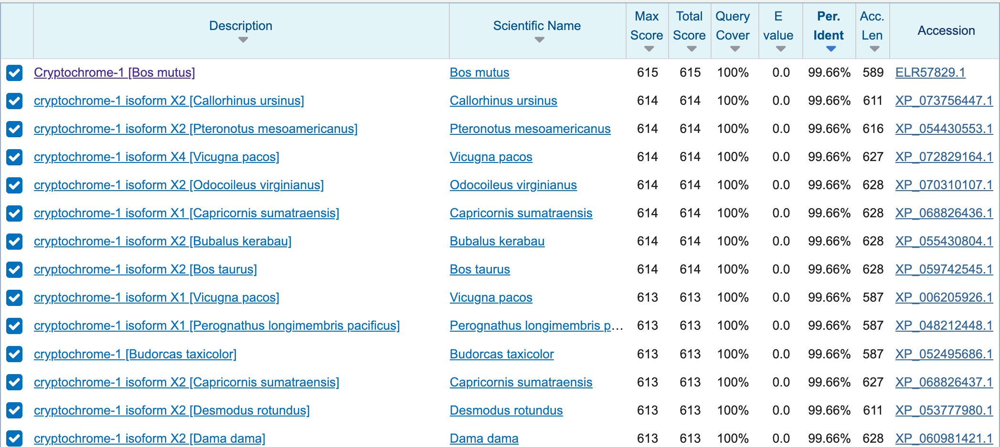 Description Scientific Name Max Score Total Score Query Cover E value Per. Ident Acc. Len Accession
Cryptochrome-1 [Bos mutus] Bos mutus 615 615 100% 0.0 99.66% 589 ELR57829.1
cryptochrome-1 isoform X2 [Callorhinus ursinus] Callorhinus ursinus 614 614 100% 0.0 99.66% 611 XP_073756447.1
cryptochrome-1 isoform X2 [Pteronotus mesoamericanus] Pteronotus mesoamericanus 614 614 100% 0.0 99.66% 616 XP_054430553.1
cryptochrome-1 isoform X4 [Vicugna pacos] Vicugna pacos 614 614 100% 0.0 99.66% 627 XP_072829164.1
cryptochrome-1 isoform X2 [Odocoileus virginianus] Odocoileus virginianus 614 614 100% 0.0 99.66% 628 XP_070310107.1
cryptochrome-1 isoform X1 [Capricornis sumatraensis] Capricornis sumatraensis 614 614 100% 0.0 99.66% 628 XP_068826436.1
cryptochrome-1 isoform X2 [Bubalus kerabau] Bubalus kerabau 614 614 100% 0.0 99.66% 628 XP_055430804.1
cryptochrome-1 isoform X2 [Bos taurus] Bos taurus 614 614 100% 0.0 99.66% 628 XP_059742545.1
cryptochrome-1 isoform X1 [Vicugna pacos] Vicugna pacos 613 613 100% 0.0 99.66% 587 XP_006205926.1
cryptochrome-1 isoform X1 [Perognathus longimembris pacificus] Perognathus longimembris p... 613 613 100% 0.0 99.66% 587 XP_048212448.1
cryptochrome-1 [Budorcas taxicolor] Budorcas taxicolor 613 613 100% 0.0 99.66% 587 XP_052495686.1
cryptochrome-1 isoform X2 [Capricornis sumatraensis] Capricornis sumatraensis 613 613 100% 0.0 99.66% 627 XP_068826437.1
cryptochrome-1 isoform X2 [Desmodus rotundus] Desmodus rotundus 613 613 100% 0.0 99.66% 611 XP_053777980.1
cryptochrome-1 isoform X2 [Dama dama] Dama dama 613 613 100% 0.0 99.66% 628 XP_060981421.1